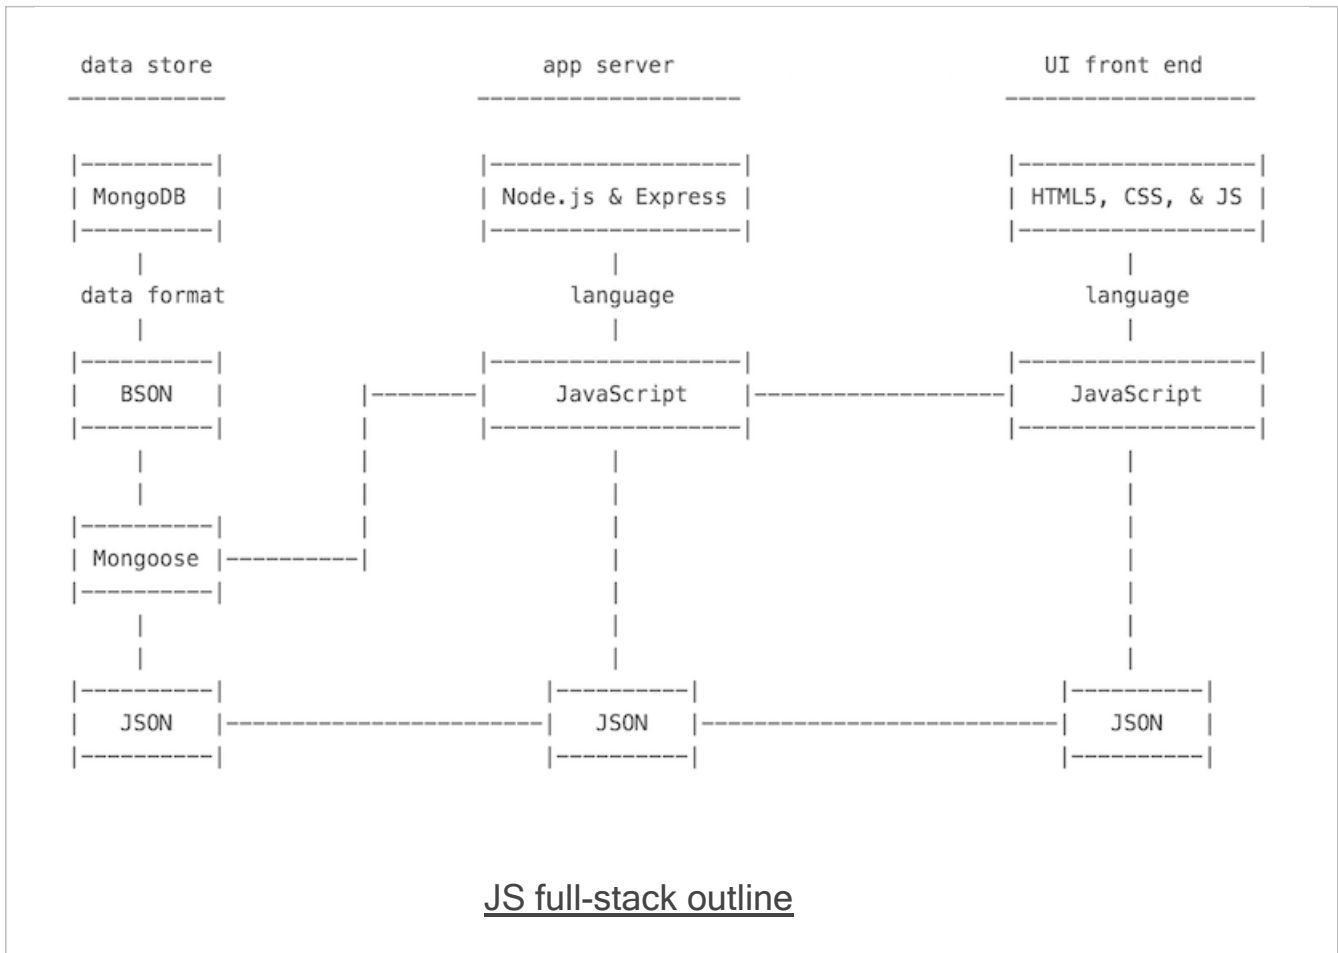 data store app server UI front end
MongoDB Node.js & Express HTML5, CSS, & JS
data format language language
BSON JavaScript JavaScript
Mongoose
JSON JSON JSON
JS full-stack outline